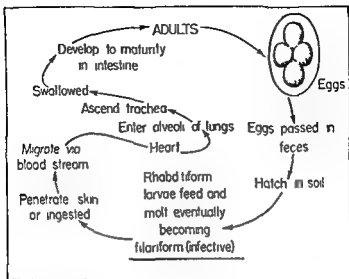 ADULTS
Eggs
Eggs passed in
feces
Hatch in soil
Rhabditiform
larvae feed and
molt eventually
becoming
filariform (infective)
Penetrate skin
or ingested
Migrate via
blood stream
Heart
Enter alveoli of lungs
Ascend trachea
Swallowed
Develop to maturity
in intestine